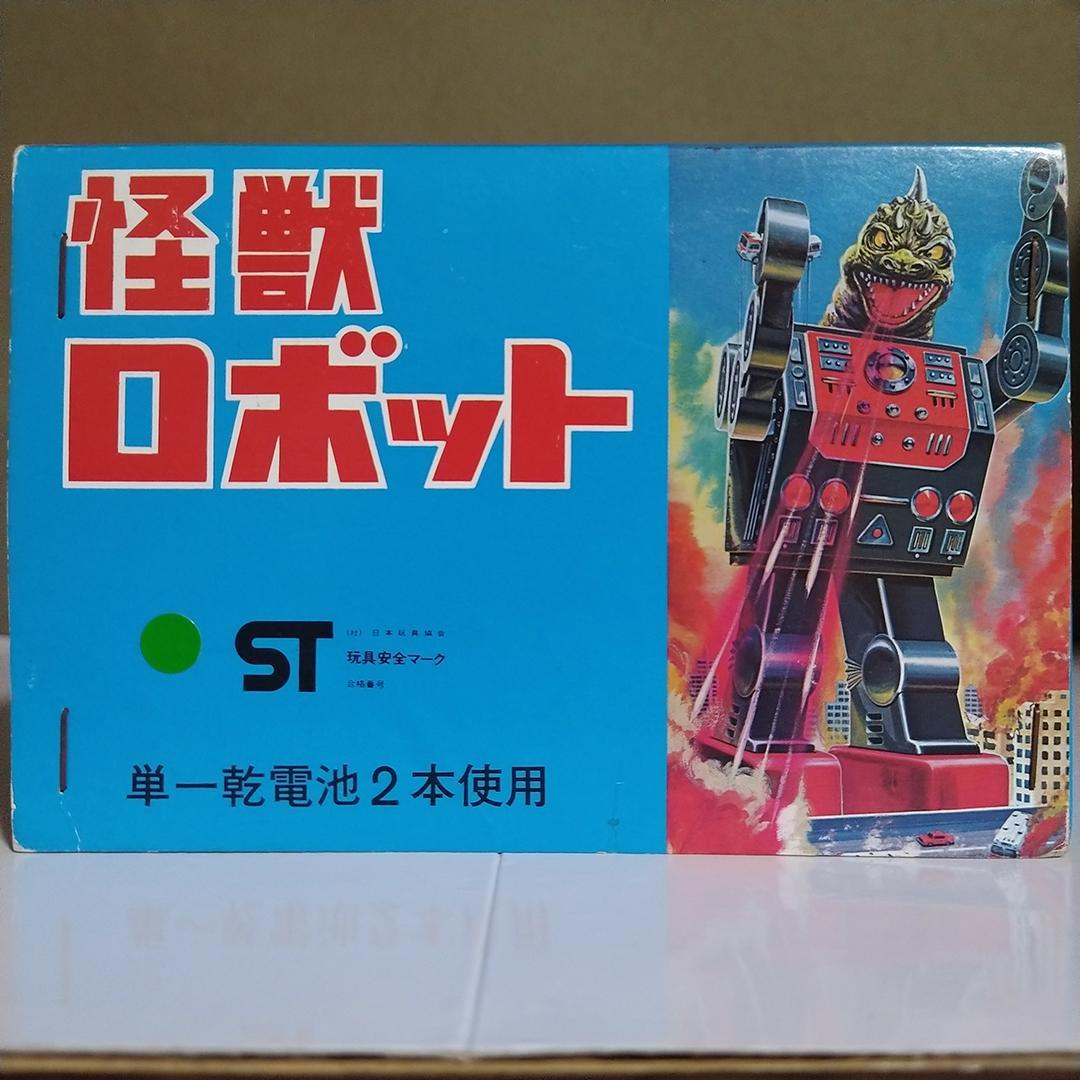 怪獣
ロボット
ST
(社) 日本玩具協会
玩具安全マーク
合格番号
単一乾電池2本使用